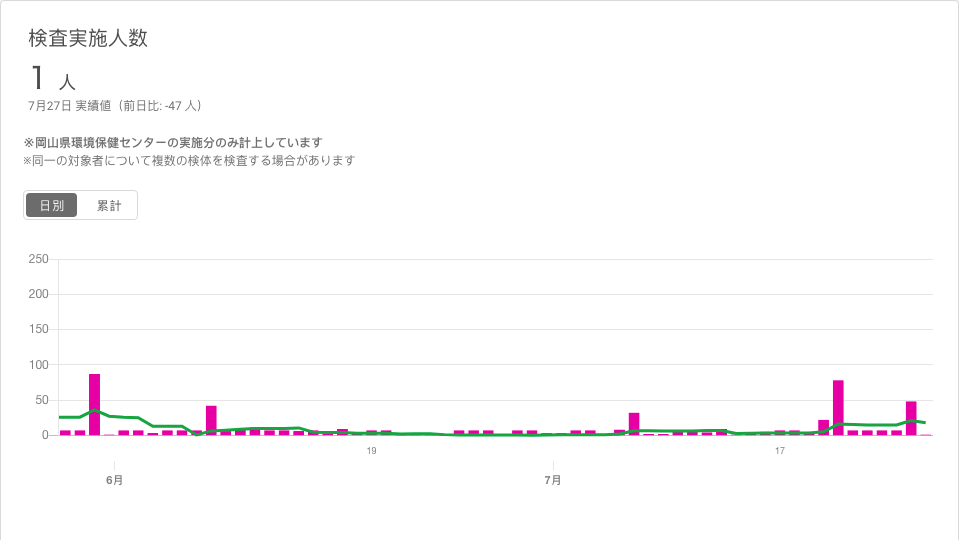 検査実施人数
1 人
7月27日 実績値（前日比: -47 人）
※岡山県環境保健センターの実施分のみ計上しています
※同一の対象者について複数の検体を検査する場合があります
日別 累計
250
200
150
100
50
0
19 17
6月 7月